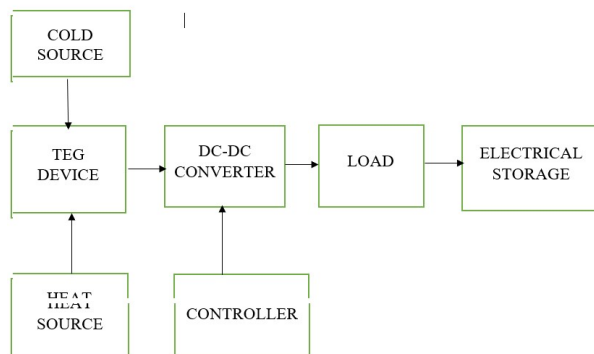 COLD
SOURCE
TEG
DEVICE
DC-DC
CONVERTER
LOAD
ELECTRICAL
STORAGE
HEAT
SOURCE
CONTROLLER